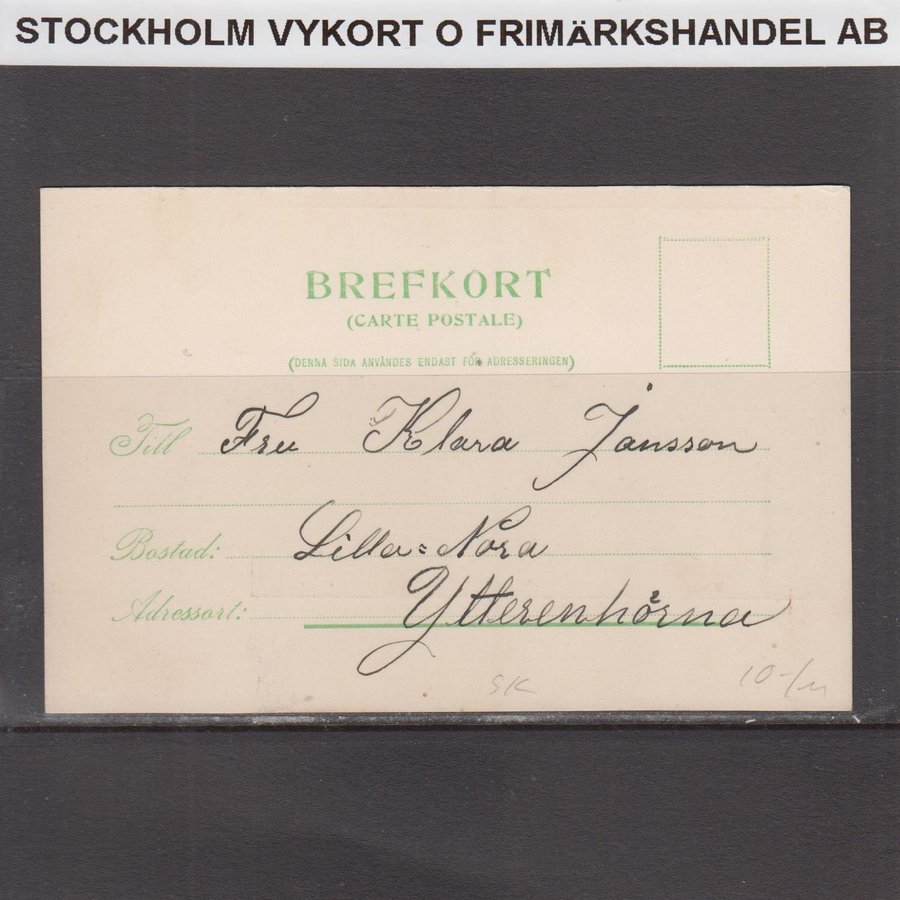 STOCKHOLM VYKORT O FRIMÄRKSHANDEL AB
BREFKORT
(CARTE POSTALE)
(DENNA SIDA ANVÄNDES ENDAST FÖR ADRESSERINGEN)
Till Fru Klara Jansson
Bostad: Lilla=Nora
Adressort: Ytterenhörna
SK 10-/